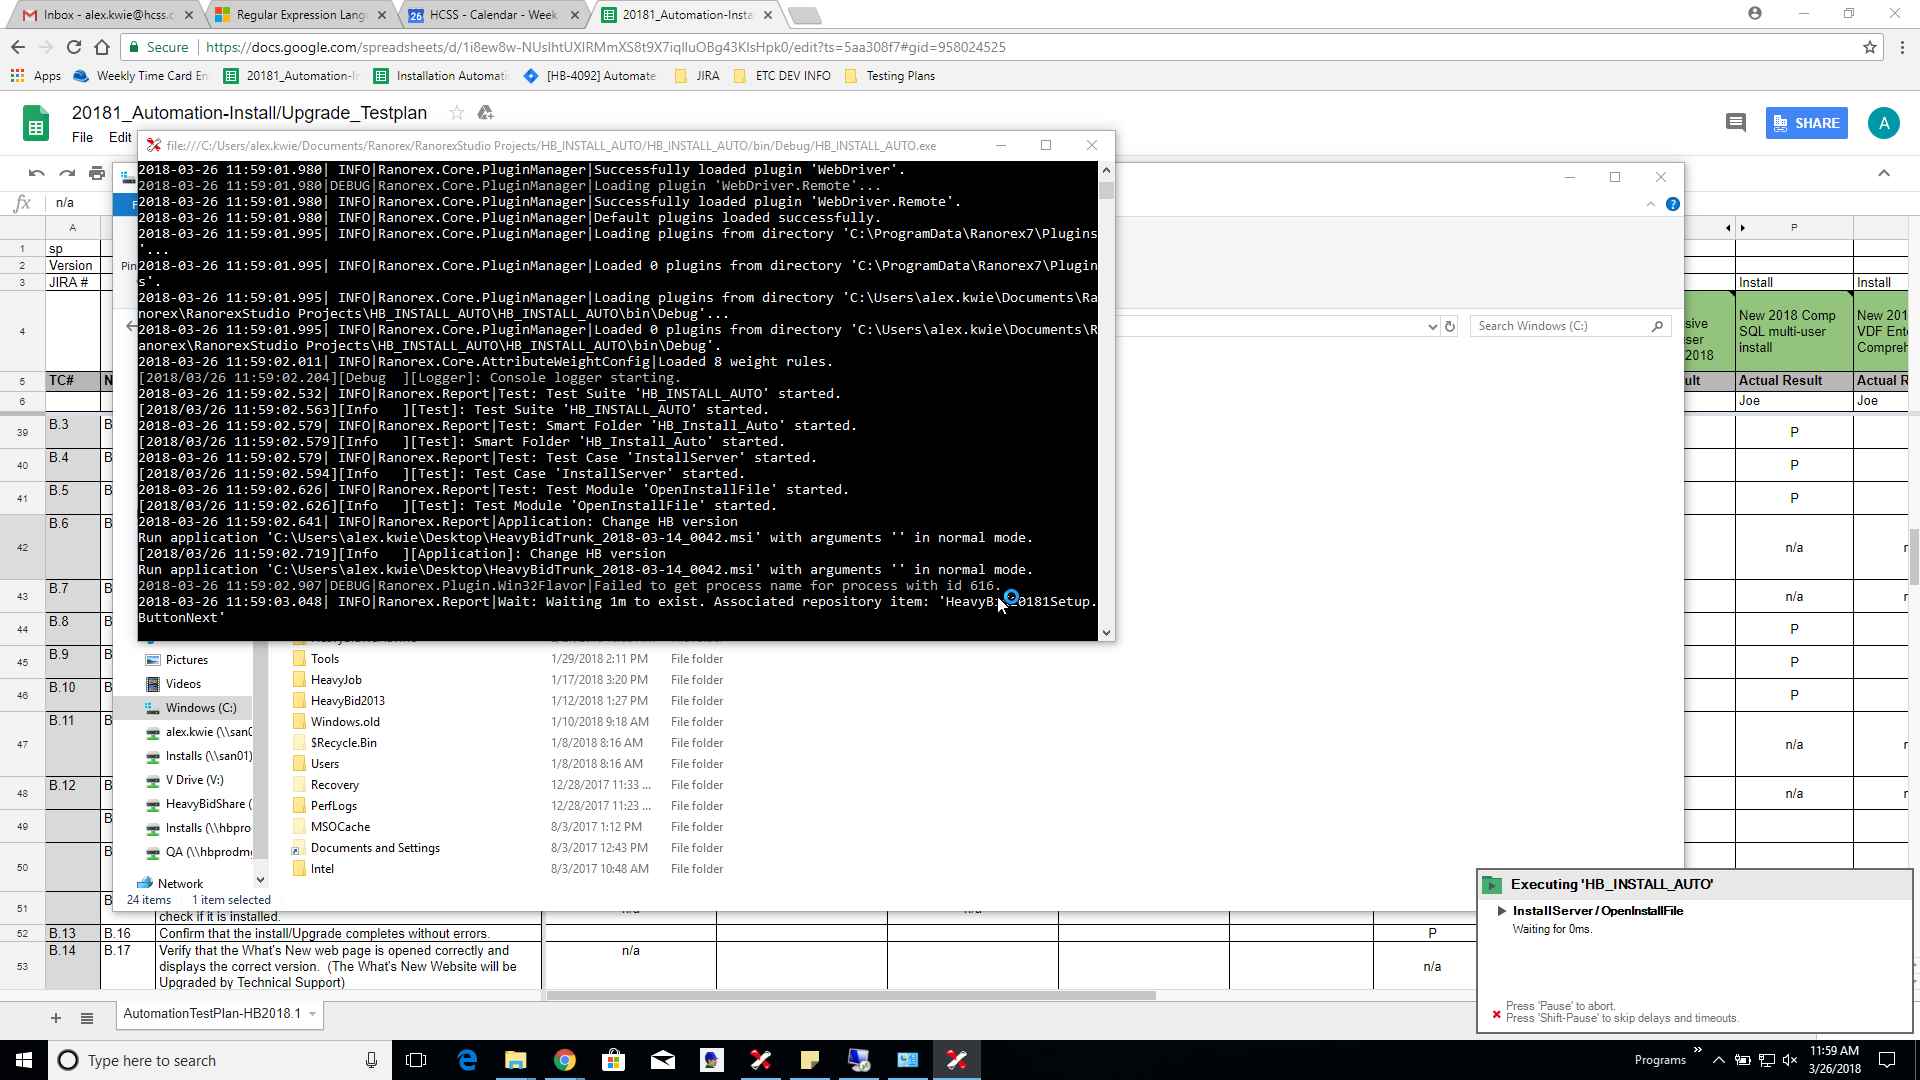 Inbox - alex.kwie@hcss.c
Regular Expression Lang
HCSS - Calendar - Week
20181_Automation-Insta
Secure
https://docs.google.com/spreadsheets/d/1i8ew8w-NUsIhtUXIRMmXS8t9X7iqlIuOBg43KlsHpk0/edit?ts=5aa308f7#gid=958024525
Apps
Weekly Time Card En
20181_Automation-I
Installation Automati
[HB-4092] Automate
JIRA
ETC DEV INFO
Testing Plans
20181_Automation-Install/Upgrade_Testplan
File
Edit
SHARE
A
fx
n/a
file:///C:/Users/alex.kwie/Documents/Ranorex/RanorexStudio Projects/HB_INSTALL_AUTO/HB_INSTALL_AUTO/bin/Debug/HB_INSTALL_AUTO.exe
2018-03-26 11:59:01.980| INFO|Ranorex.Core.PluginManager|Successfully loaded plugin 'WebDriver'.
2018-03-26 11:59:01.980|DEBUG|Ranorex.Core.PluginManager|Loading plugin 'WebDriver.Remote'...
2018-03-26 11:59:01.980| INFO|Ranorex.Core.PluginManager|Successfully loaded plugin 'WebDriver.Remote'.
2018-03-26 11:59:01.980| INFO|Ranorex.Core.PluginManager|Default plugins loaded successfully.
2018-03-26 11:59:01.995| INFO|Ranorex.Core.PluginManager|Loading plugins from directory 'C:\ProgramData\Ranorex7\Plugins
'...
2018-03-26 11:59:01.995| INFO|Ranorex.Core.PluginManager|Loaded 0 plugins from directory 'C:\ProgramData\Ranorex7\Plugin
s'.
2018-03-26 11:59:01.995| INFO|Ranorex.Core.PluginManager|Loading plugins from directory 'C:\Users\alex.kwie\Documents\Ra
norex\RanorexStudio Projects\HB_INSTALL_AUTO\HB_INSTALL_AUTO\bin\Debug'...
2018-03-26 11:59:01.995| INFO|Ranorex.Core.PluginManager|Loaded 0 plugins from directory 'C:\Users\alex.kwie\Documents\R
anorex\RanorexStudio Projects\HB_INSTALL_AUTO\HB_INSTALL_AUTO\bin\Debug'.
2018-03-26 11:59:02.011| INFO|Ranorex.Core.AttributeWeightConfig|Loaded 8 weight rules.
[2018/03/26 11:59:02.204][Debug  ][Logger]: Console logger starting.
2018-03-26 11:59:02.532| INFO|Ranorex.Report|Test: Test Suite 'HB_INSTALL_AUTO' started.
[2018/03/26 11:59:02.563][Info   ][Test]: Test Suite 'HB_INSTALL_AUTO' started.
2018-03-26 11:59:02.579| INFO|Ranorex.Report|Test: Smart Folder 'HB_Install_Auto' started.
[2018/03/26 11:59:02.579][Info   ][Test]: Smart Folder 'HB_Install_Auto' started.
2018-03-26 11:59:02.579| INFO|Ranorex.Report|Test: Test Case 'InstallServer' started.
[2018/03/26 11:59:02.594][Info   ][Test]: Test Case 'InstallServer' started.
2018-03-26 11:59:02.626| INFO|Ranorex.Report|Test: Test Module 'OpenInstallFile' started.
[2018/03/26 11:59:02.626][Info   ][Test]: Test Module 'OpenInstallFile' started.
2018-03-26 11:59:02.641| INFO|Ranorex.Report|Application: Change HB version
Run application 'C:\Users\alex.kwie\Desktop\HeavyBidTrunk_2018-03-14_0042.msi' with arguments '' in normal mode.
[2018/03/26 11:59:02.719][Info   ][Application]: Change HB version
Run application 'C:\Users\alex.kwie\Desktop\HeavyBidTrunk_2018-03-14_0042.msi' with arguments '' in normal mode.
2018-03-26 11:59:02.907|DEBUG|Ranorex.Plugin.Win32Flavor|Failed to get process name for process with id 616.
2018-03-26 11:59:03.048| INFO|Ranorex.Report|Wait: Waiting 1m to exist. Associated repository item: 'HeavyB 20181Setup.
ButtonNext'
Search Windows (C:)
A
P
1 sp
2 Version
3 JIRA #
Install
Install
4
sive
ser
2018
New 2018 Comp
SQL multi-user
install
New 201
VDF Ent
Compreh
5 TC# N
ult
Actual Result
Actual R
6
Joe
Joe
39 B.3 B
P
40 B.4 B
P
41 B.5 B
P
42 B.6 B
n/a
43 B.7 B
n/a
44 B.8 B
P
45 B.9 B
P
46 B.10 B
P
47 B.11 B
n/a
48 B.12 B
n/a
49 B
50 B
51 B
Pin
Pictures
Videos
Windows (C:)
alex.kwie (\\san0
Installs (\\san01)
V Drive (V:)
HeavyBidShare (
Installs (\\hbpro
QA (\\hbprodm
Network
Tools 1/29/2018 2:11 PM File folder
HeavyJob 1/17/2018 3:20 PM File folder
HeavyBid2013 1/12/2018 1:27 PM File folder
Windows.old 1/10/2018 9:18 AM File folder
$Recycle.Bin 1/8/2018 8:16 AM File folder
Users 1/8/2018 8:16 AM File folder
Recovery 12/28/2017 11:33 ... File folder
PerfLogs 12/28/2017 11:23 ... File folder
MSOCache 8/3/2017 1:12 PM File folder
Documents and Settings 8/3/2017 12:43 PM File folder
Intel 8/3/2017 10:48 AM File folder
24 items
1 item selected
check if it is installed.
52 B.13 B.16 Confirm that the install/Upgrade completes without errors.
P
53 B.14 B.17 Verify that the What's New web page is opened correctly and
displays the correct version. (The What's New Website will be
Upgraded by Technical Support)
n/a
n/a
Executing 'HB_INSTALL_AUTO'
InstallServer / OpenInstallFile
Waiting for 0ms.
Press 'Pause' to abort.
Press 'Shift-Pause' to skip delays and timeouts.
AutomationTestPlan-HB2018.1
Type here to search
Programs
11:59 AM
3/26/2018